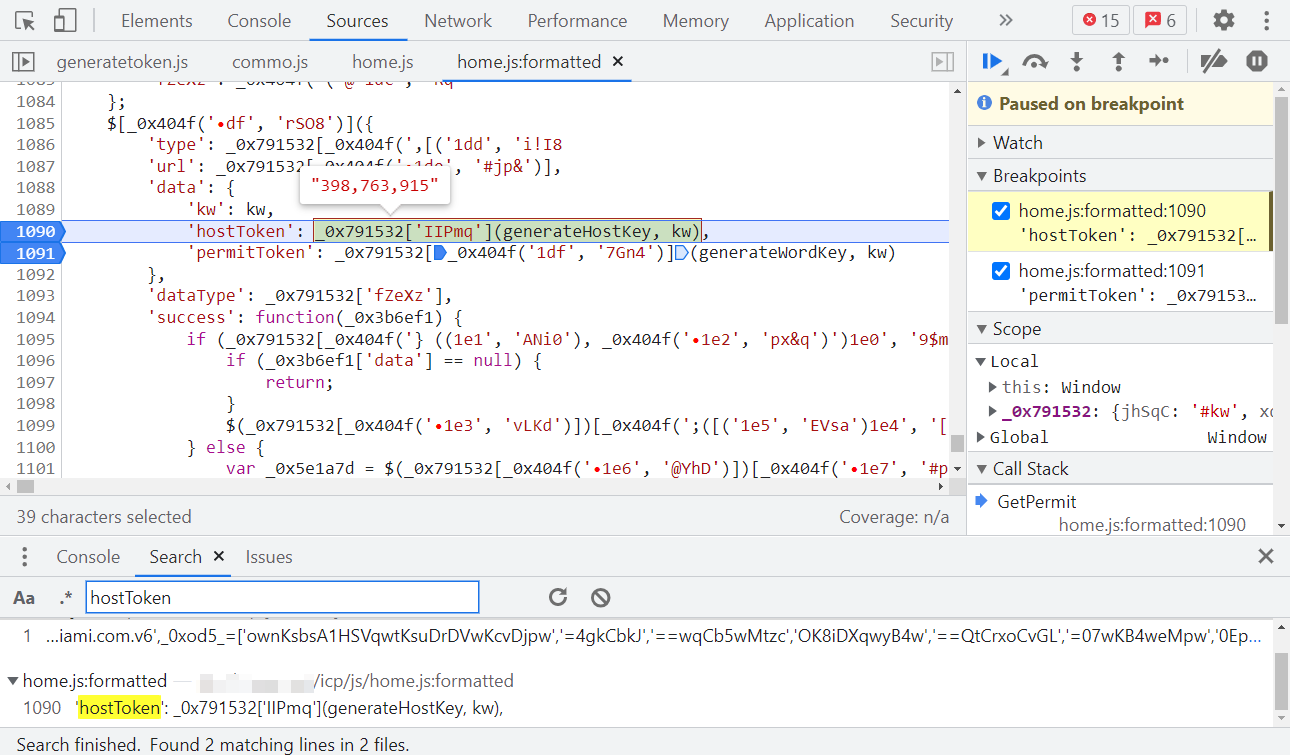 Elements Console Sources Network Performance Memory Application Security » 15 6
generatetoken.js commo.js home.js home.js:formatted ×
1084 };
1085 $[_0x404f('•df', 'rSO8')]({
1086 'type': _0x791532[_0x404f(',[('1dd', 'i!I8
1087 'url': _0x791532[_0x404f('•1de', '#jp&')],
"398,763,915"
1088 'data': {
1089 'kw': kw,
1090 'hostToken': _0x791532['IIPmq'](generateHostKey, kw),
1091 'permitToken': _0x791532[_0x404f('1df', '7Gn4')](generateWordKey, kw)
1092 },
1093 'dataType': _0x791532['fZeXz'],
1094 'success': function(_0x3b6ef1) {
1095 if (_0x791532[_0x404f('} ((1e1', 'ANi0'), _0x404f('•1e2', 'px&q')')1e0', '9$m
1096 if (_0x3b6ef1['data'] == null) {
1097 return;
1098 }
1099 $(_0x791532[_0x404f('•1e3', 'vLKd')])[_0x404f(';([('1e5', 'EVsa')1e4', '[
1100 } else {
1101 var _0x5e1a7d = $(_0x791532[_0x404f('•1e6', '@YhD')])[_0x404f('•1e7', '#p
39 characters selected Coverage: n/a
Paused on breakpoint
Watch
Breakpoints
home.js:formatted:1090
'hostToken': _0x791532[…
home.js:formatted:1091
'permitToken': _0x79153…
Scope
Local
this: Window
_0x791532: {jhSqC: '#kw', xc
Global Window
Call Stack
GetPermit
home.js:formatted:1090
Console Search × Issues
Aa .* hostToken
1 …iami.com.v6',_0xod5_=['ownKsbsA1HSVqwtKsuDrDVwKcvDjpw','=4gkCbkJ','==wqCb5wMtzc','OK8iDXqwyB4w','==QtCrxoCvGL','=07wKB4weMpw','0Ep…
home.js:formatted — /icp/js/home.js:formatted
1090 'hostToken': _0x791532['IIPmq'](generateHostKey, kw),
Search finished. Found 2 matching lines in 2 files.